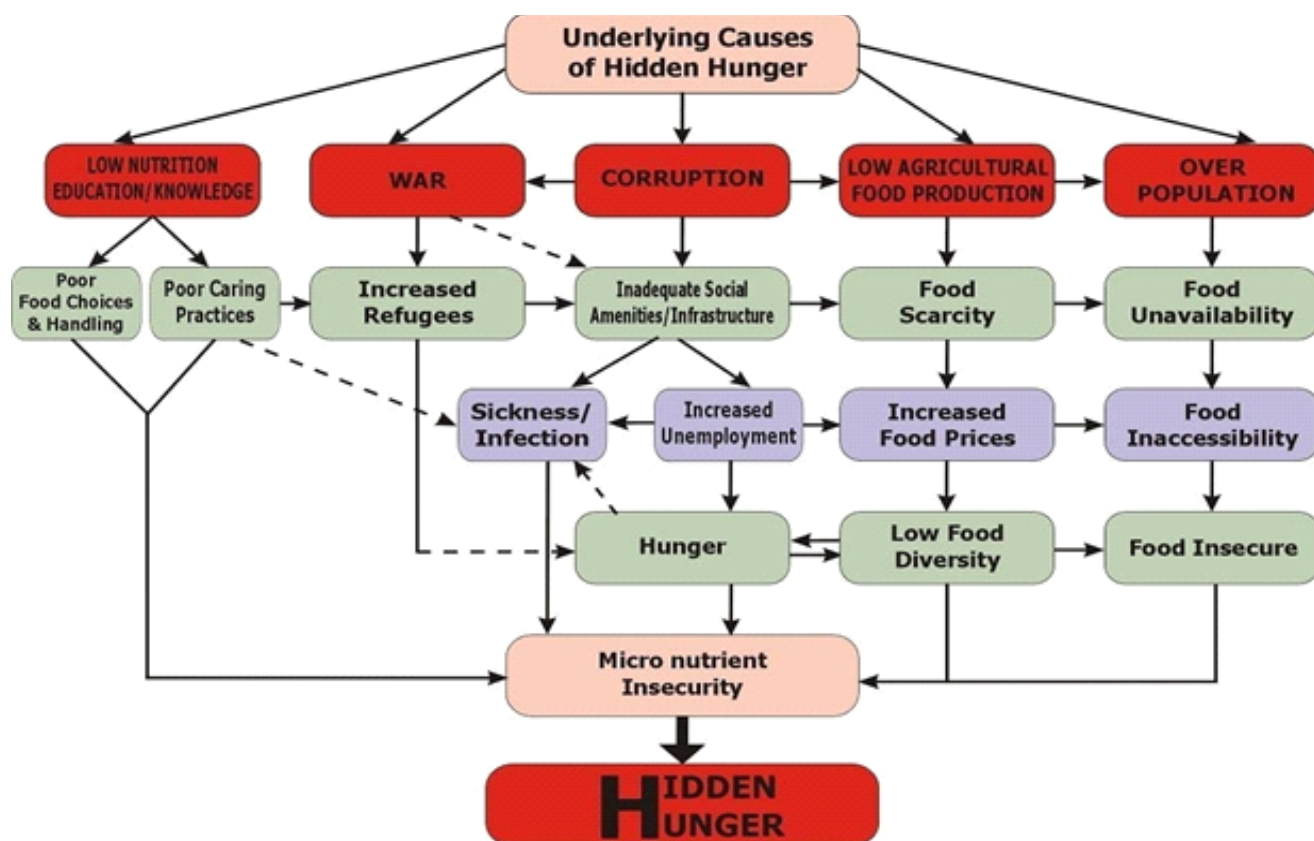 Underlying Causes
of Hidden Hunger
LOW NUTRITION
EDUCATION/KNOWLEDGE
WAR
CORRUPTION
LOW AGRICULTURAL
FOOD PRODUCTION
OVER
POPULATION
Poor
Food Choices
& Handling
Poor Caring
Practices
Increased
Refugees
Inadequate Social
Amenities/Infrastructure
Food
Scarcity
Food
Unavailability
Sickness/
Infection
Increased
Unemployment
Increased
Food Prices
Food
Inaccessibility
Hunger
Low Food
Diversity
Food Insecure
Micro nutrient
Insecurity
HIDDEN
HUNGER